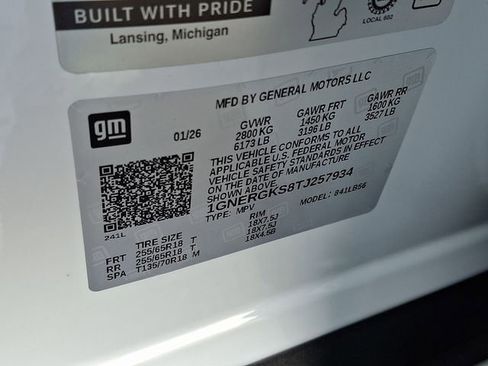 BUILT WITH PRIDE
Lansing, Michigan
LOCAL 602
gm
01/26
MFD BY GENERAL MOTORS LLC
GVWR GAWR FRT GAWR RR
2800 KG 1450 KG 1600 KG
6173 LB 3196 LB 3527 LB
THIS VEHICLE CONFORMS TO ALL
APPLICABLE U.S. FEDERAL MOTOR
VEHICLE SAFETY STANDARDS IN EFFECT
ON THE DATE OF MANUFACTURE
SHOWN ABOVE.
1GNERGKS8TJ257934
TYPE: MPV MODEL: 841LB56
241L
TIRE SIZE RIM
FRT 255/65R18 T 18X7.5J
RR 255/65R18 T 18X7.5J
SPA T135/70R18 M 18X4.5B